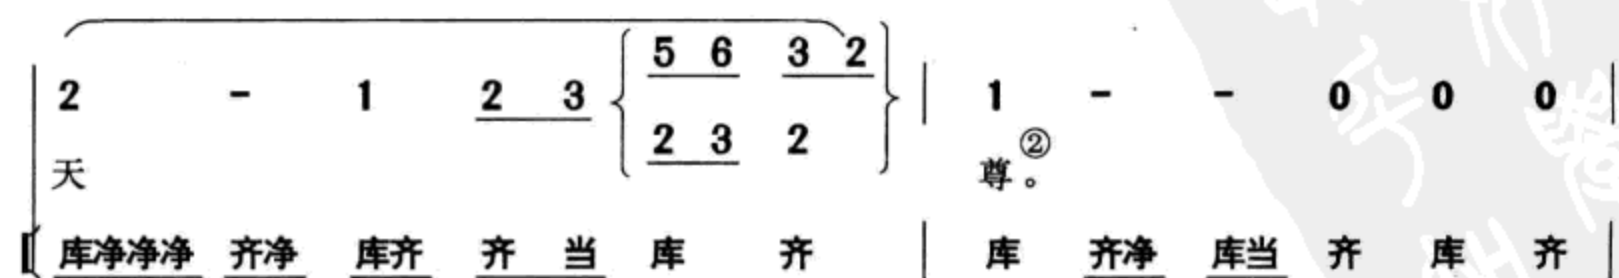 5 6 3 2
2 - 1 2 3 | 1 - - 0 0 0 |
2 3 2 ②
天 尊。
库净净净 齐净 库齐 齐 当 库 齐 | 库 齐净 库当 齐 库 齐